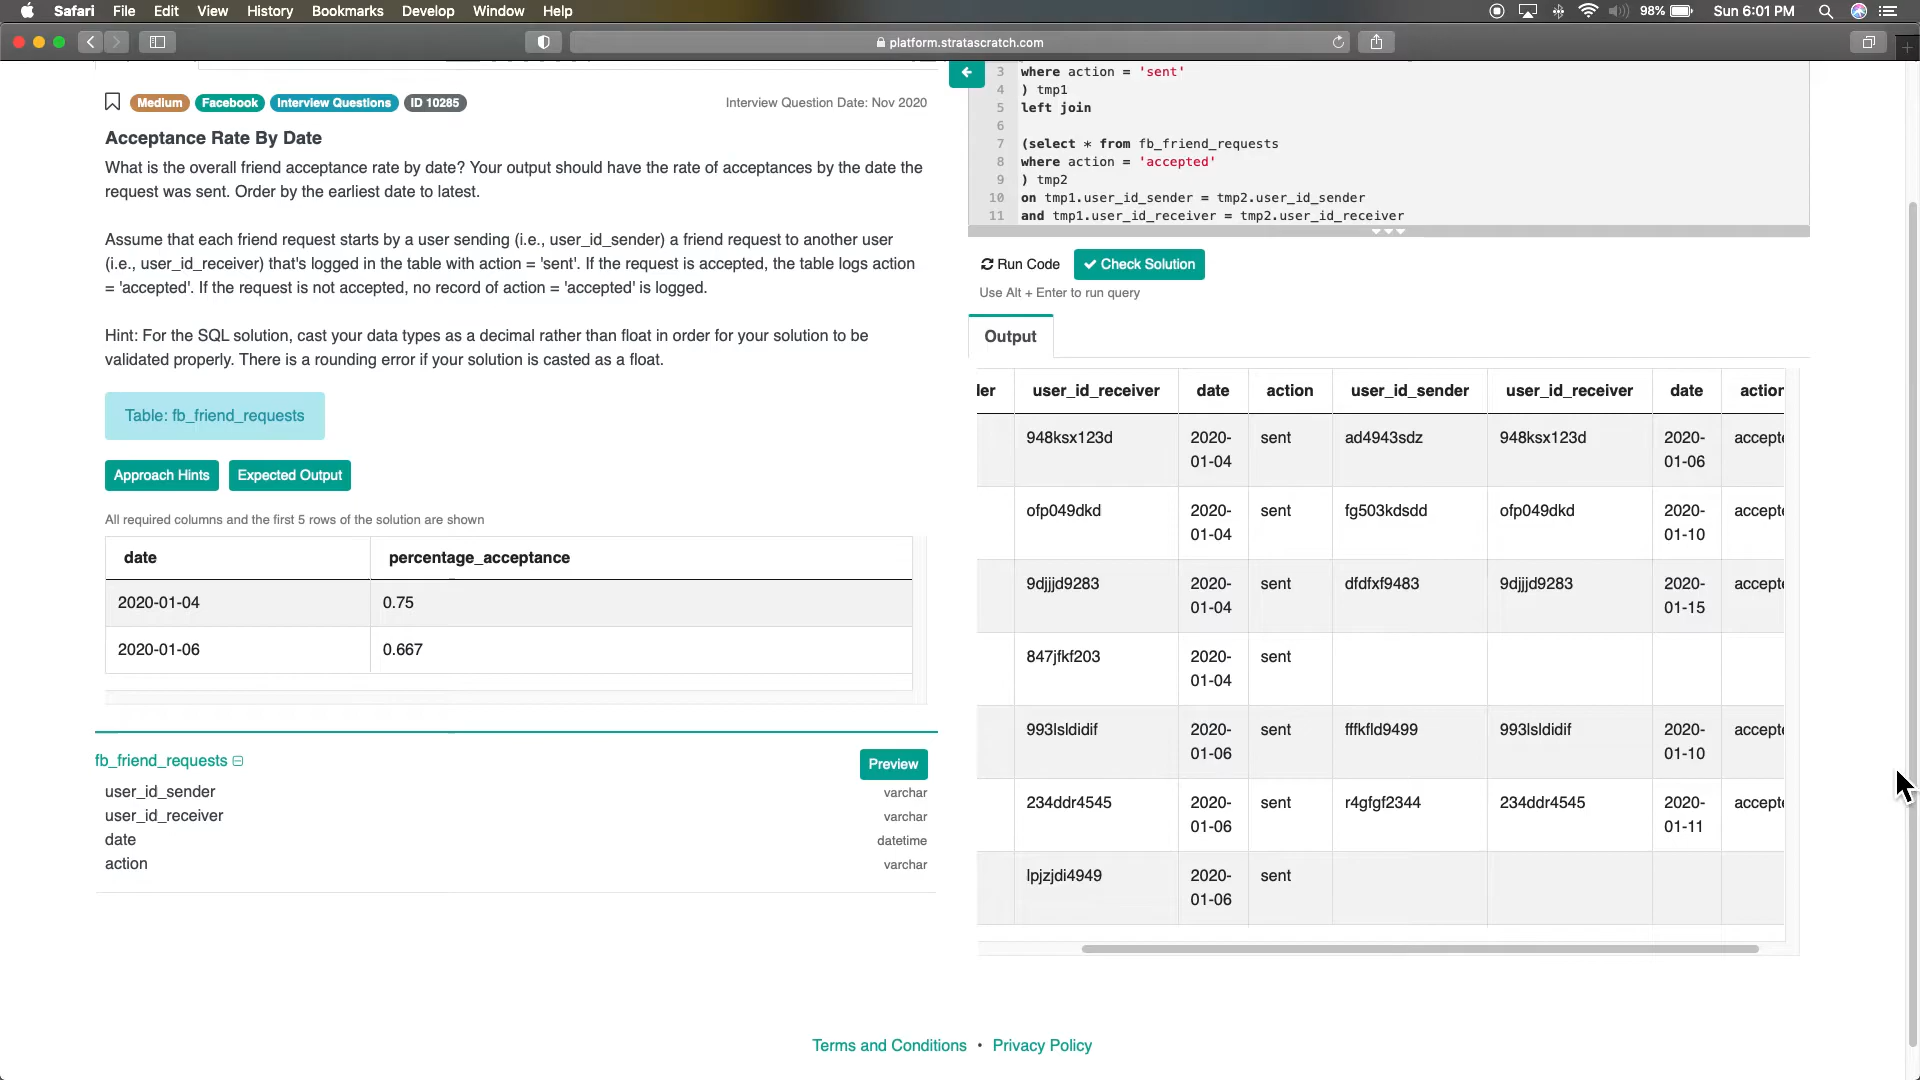 Safari File Edit View History Bookmarks Develop Window Help
98% Sun 6:01 PM
platform.stratascratch.com
Medium Facebook Interview Questions ID 10285
Interview Question Date: Nov 2020
Acceptance Rate By Date
What is the overall friend acceptance rate by date? Your output should have the rate of acceptances by the date the
request was sent. Order by the earliest date to latest.
Assume that each friend request starts by a user sending (i.e., user_id_sender) a friend request to another user
(i.e., user_id_receiver) that's logged in the table with action = 'sent'. If the request is accepted, the table logs action
= 'accepted'. If the request is not accepted, no record of action = 'accepted' is logged.
Hint: For the SQL solution, cast your data types as a decimal rather than float in order for your solution to be
validated properly. There is a rounding error if your solution is casted as a float.
Table: fb_friend_requests
Approach Hints Expected Output
All required columns and the first 5 rows of the solution are shown
date percentage_acceptance
2020-01-04 0.75
2020-01-06 0.667
fb_friend_requests
Preview
user_id_sender varchar
user_id_receiver varchar
date datetime
action varchar
3 where action = 'sent'
4 ) tmp1
5 left join
6
7 (select * from fb_friend_requests
8 where action = 'accepted'
9 ) tmp2
10 on tmp1.user_id_sender = tmp2.user_id_sender
11 and tmp1.user_id_receiver = tmp2.user_id_receiver
Run Code Check Solution
Use Alt + Enter to run query
Output
ler user_id_receiver date action user_id_sender user_id_receiver date action
948ksx123d 2020- sent ad4943sdz 948ksx123d 2020- accepte
01-04 01-06
ofp049dkd 2020- sent fg503kdsdd ofp049dkd 2020- accepte
01-04 01-10
9djjjd9283 2020- sent dfdfxf9483 9djjjd9283 2020- accepte
01-04 01-15
847jfkf203 2020- sent
01-04
993lsldidif 2020- sent fffkfld9499 993lsldidif 2020- accepte
01-06 01-10
234ddr4545 2020- sent r4gfgf2344 234ddr4545 2020- accepte
01-06 01-11
lpjzjdi4949 2020- sent
01-06
Terms and Conditions • Privacy Policy